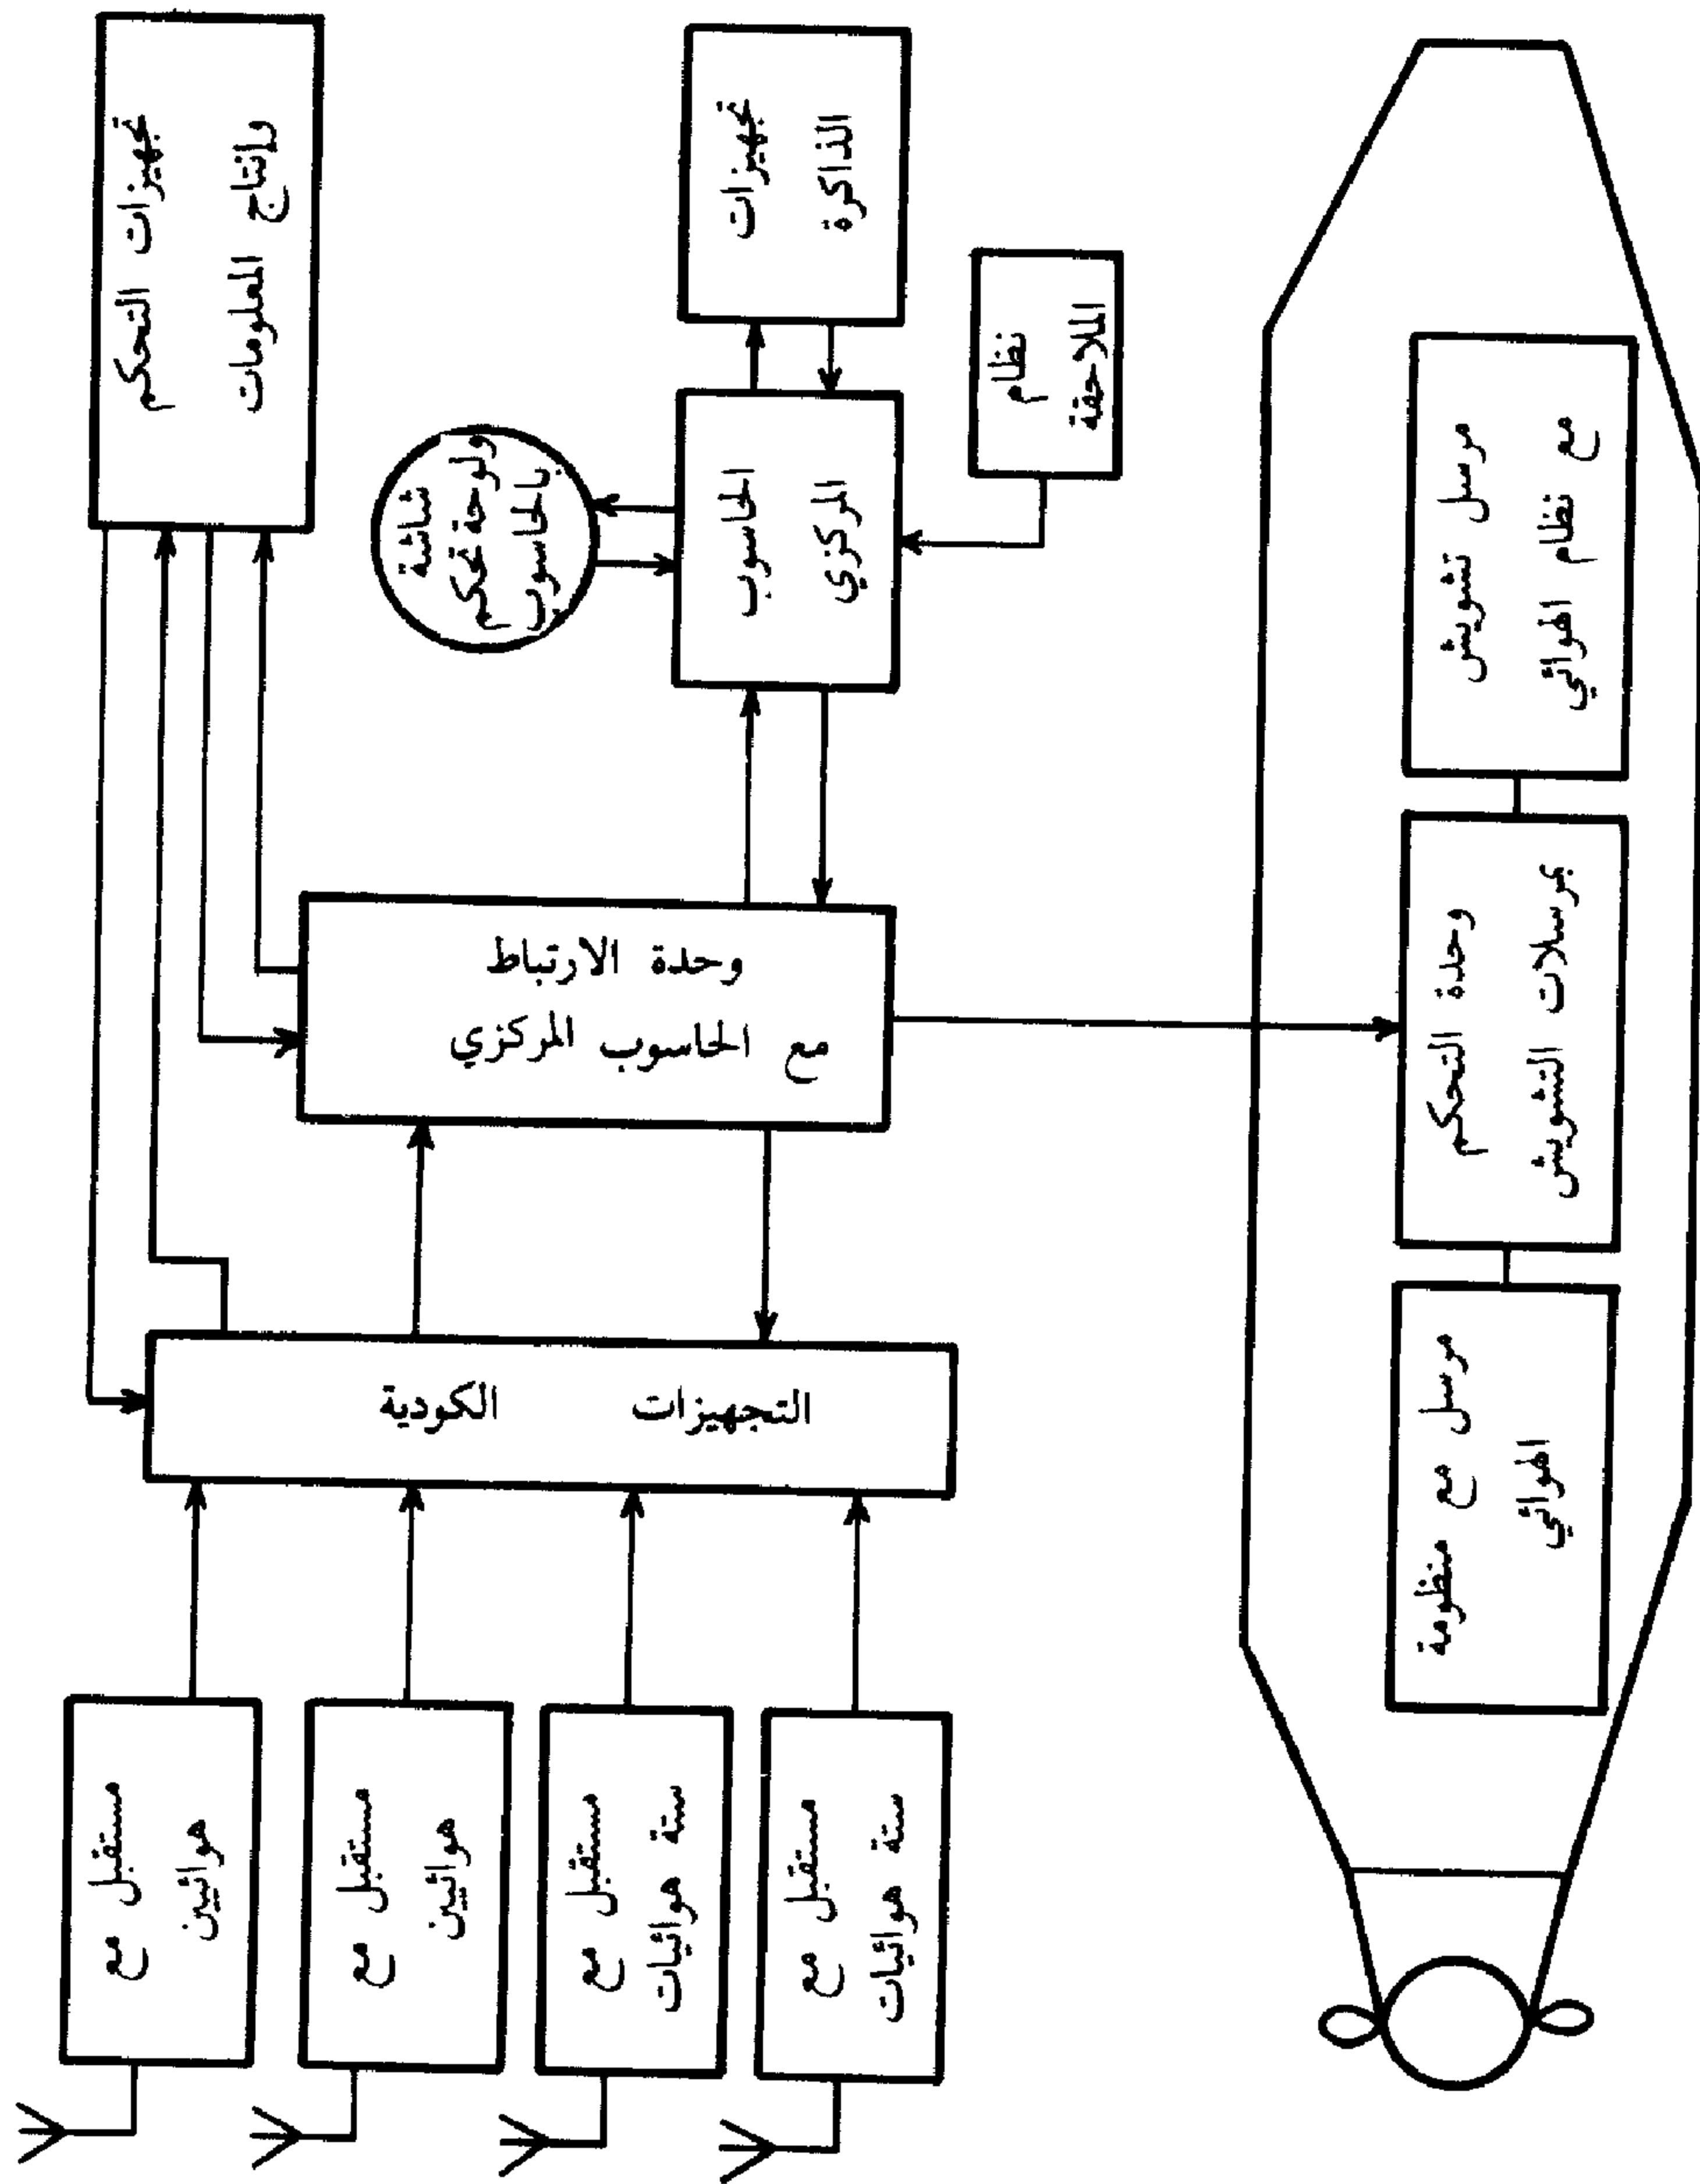 تجهيزات التحكم
وإنتاج المعلومات
تجهيزات
الذاكرة
نظام
الملاحقة
شاشة
ولوحة تحكم
بالحاسوب
الحاسوب
المركزي
وحدة الارتباط
مع الحاسوب المركزي
التجهيزات الكودية
مستقبل مع
هوائيين
مستقبل مع
هوائيين
مستقبل مع
ستة هوائيات
مستقبل مع
ستة هوائيات
مرسل تشويش
مع نظام الهوائي
وحدة التحكم
بمرسلات التشويش
مرسل مع منظومة
الهوائي